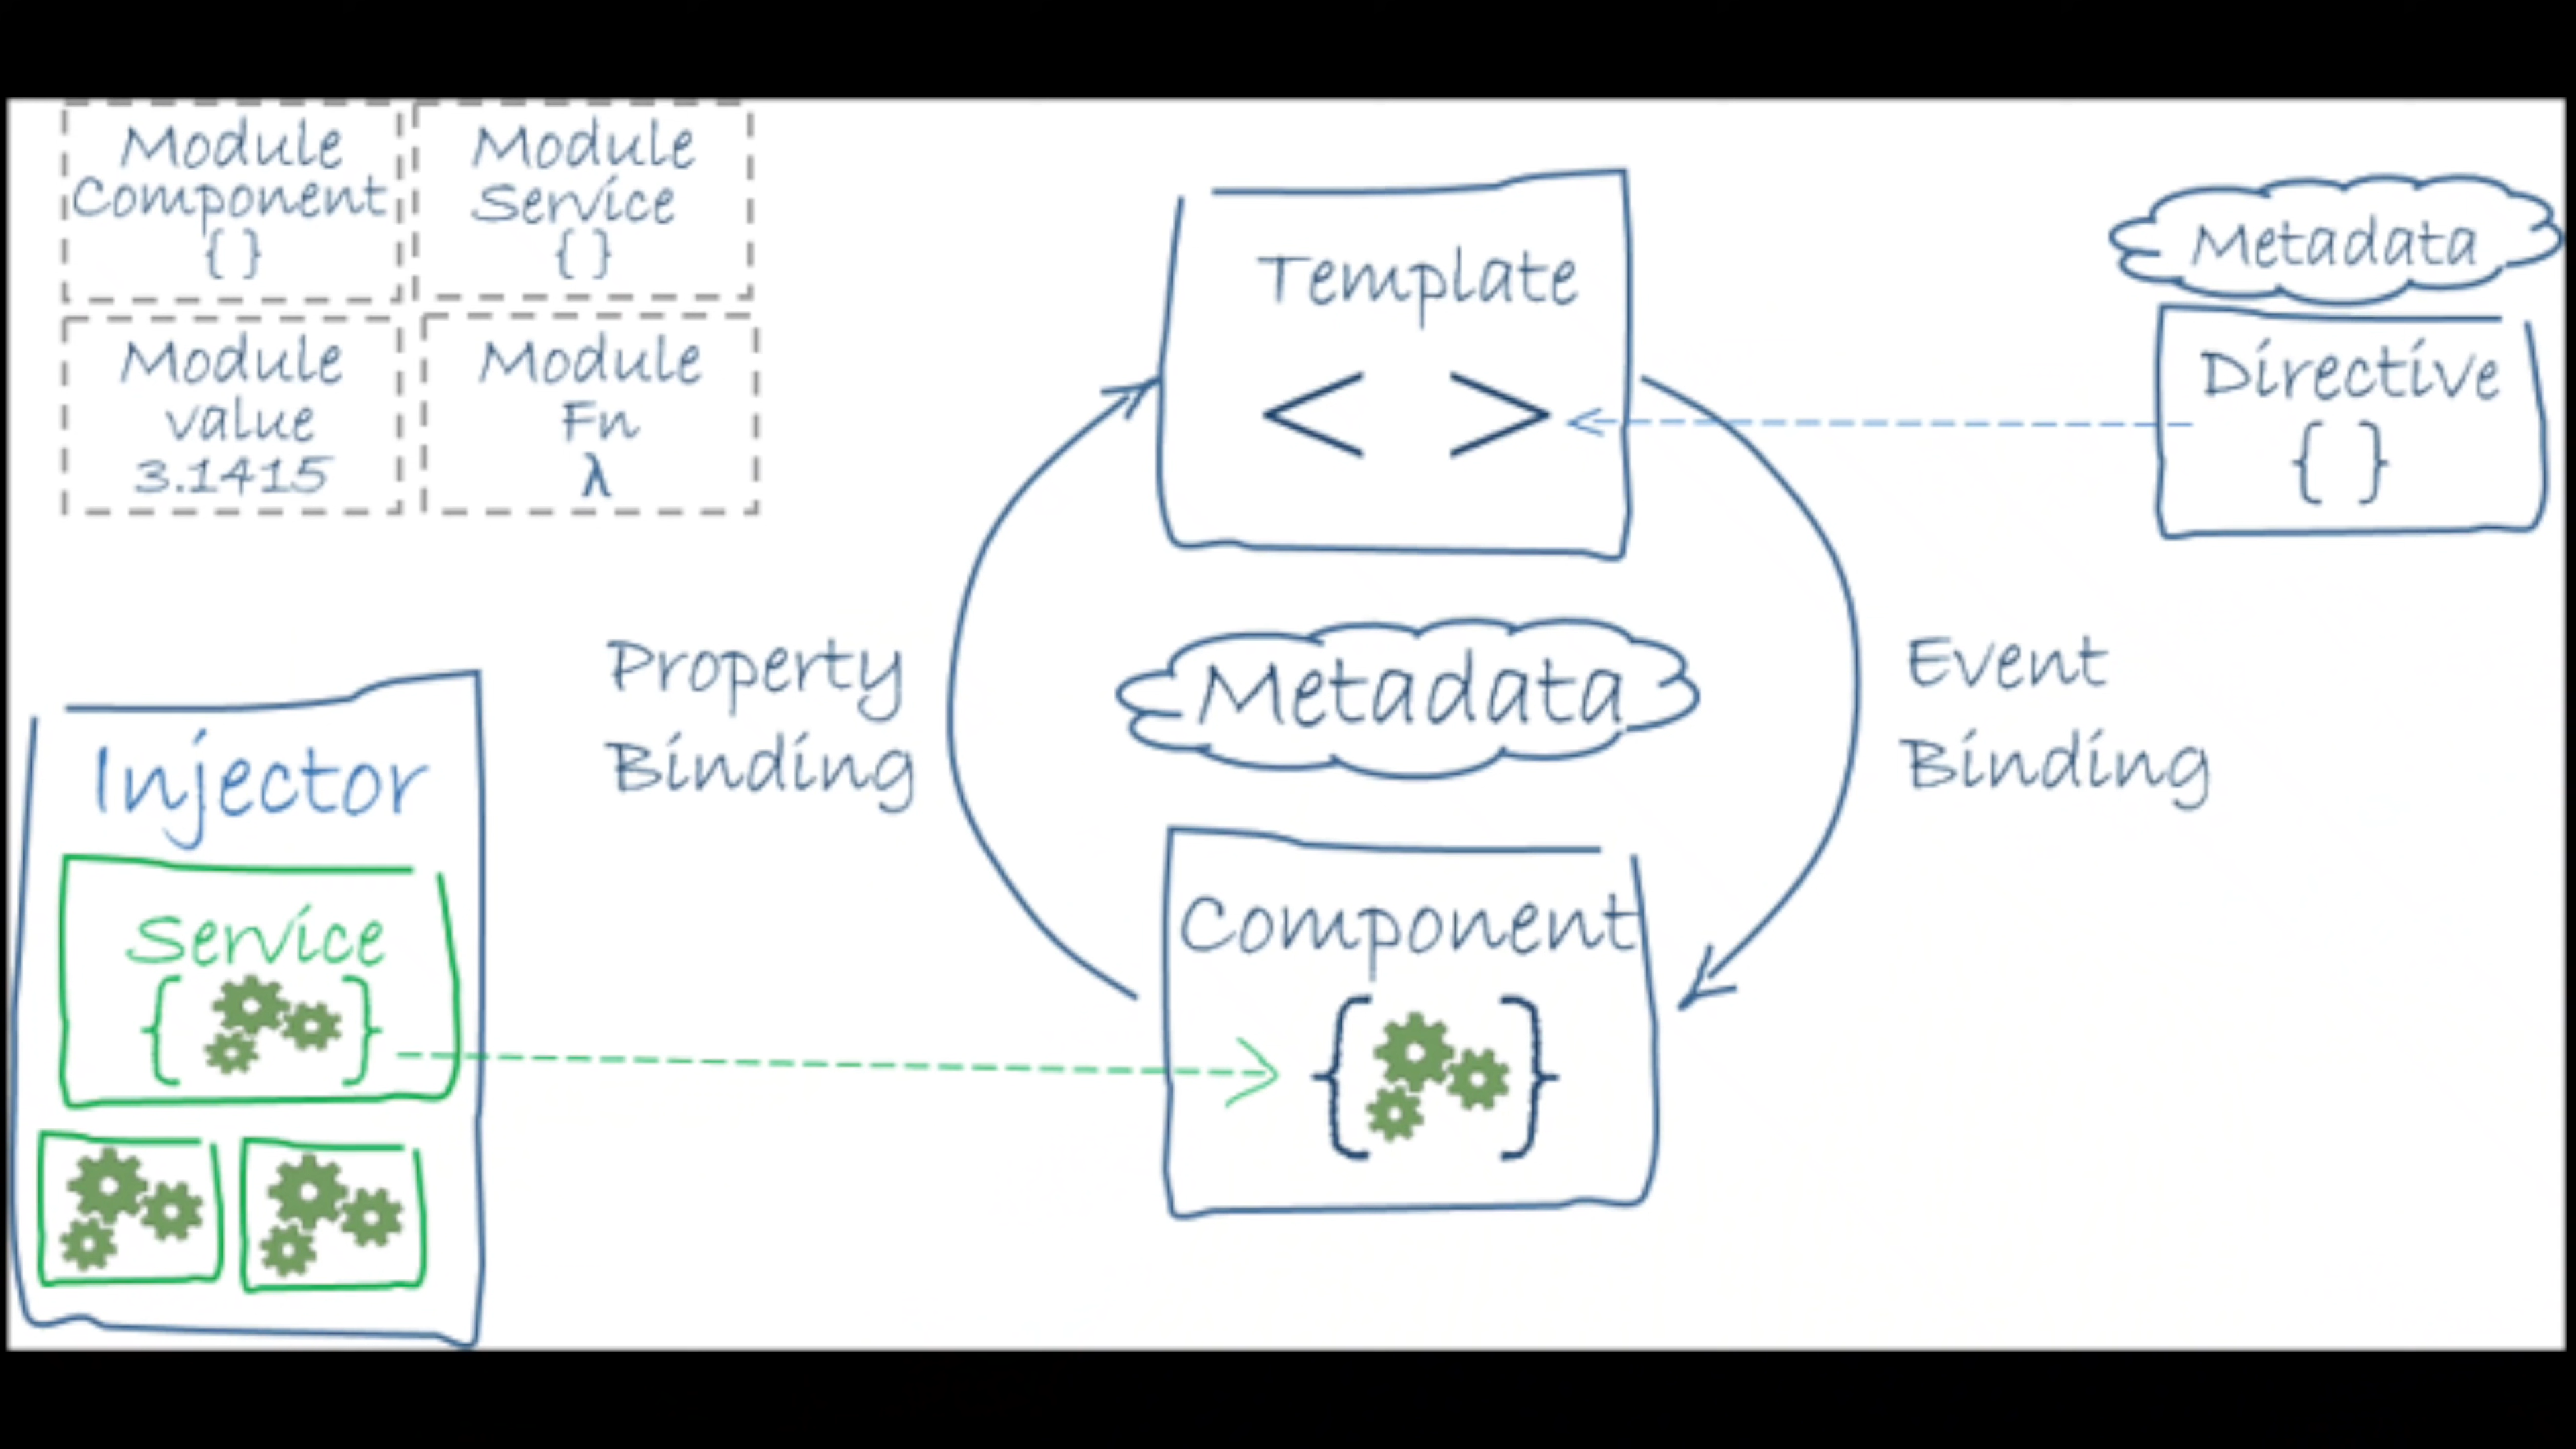 Module
Component
{ }
Module
Service
{ }
Module
value
3.1415
Module
Fn
λ
Template
< >
Metadata
Directive
{ }
Property
Binding
Metadata
Event
Binding
Injector
Service
{ }
Component
{ }